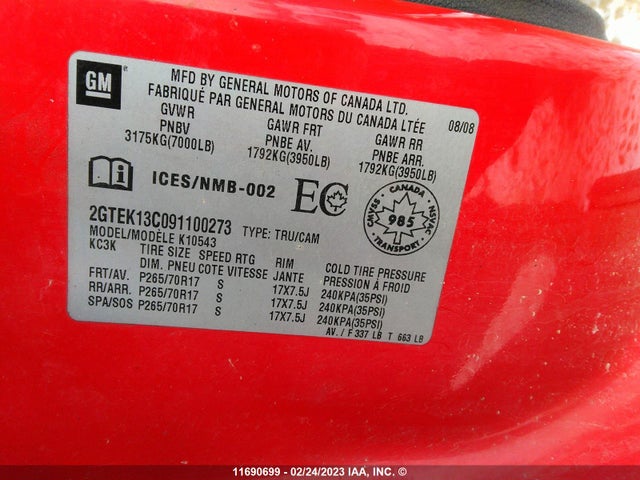 GM
MFD BY GENERAL MOTORS OF CANADA LTD.
FABRIQUÉ PAR GENERAL MOTORS DU CANADA LTÉE
08/08
GVWR GAWR FRT GAWR RR
PNBV PNBE AV. PNBE ARR.
3175KG(7000LB) 1792KG(3950LB) 1792KG(3950LB)
ICES/NMB-002 EC
CANADA
CMVSS 985 NSVAC
TRANSPORT
2GTEK13C091100273 TYPE: TRU/CAM
MODEL/MODÈLE K10543
KC3K TIRE SIZE SPEED RTG RIM COLD TIRE PRESSURE
DIM. PNEU COTE VITESSE JANTE PRESSION À FROID
FRT/AV. P265/70R17 S 17X7.5J 240KPA(35PSI)
RR/ARR. P265/70R17 S 17X7.5J 240KPA(35PSI)
SPA/SOS P265/70R17 S 17X7.5J 240KPA(35PSI)
AV. / F 337 LB T 663 LB
11690699 - 02/24/2023 IAA, INC. ©